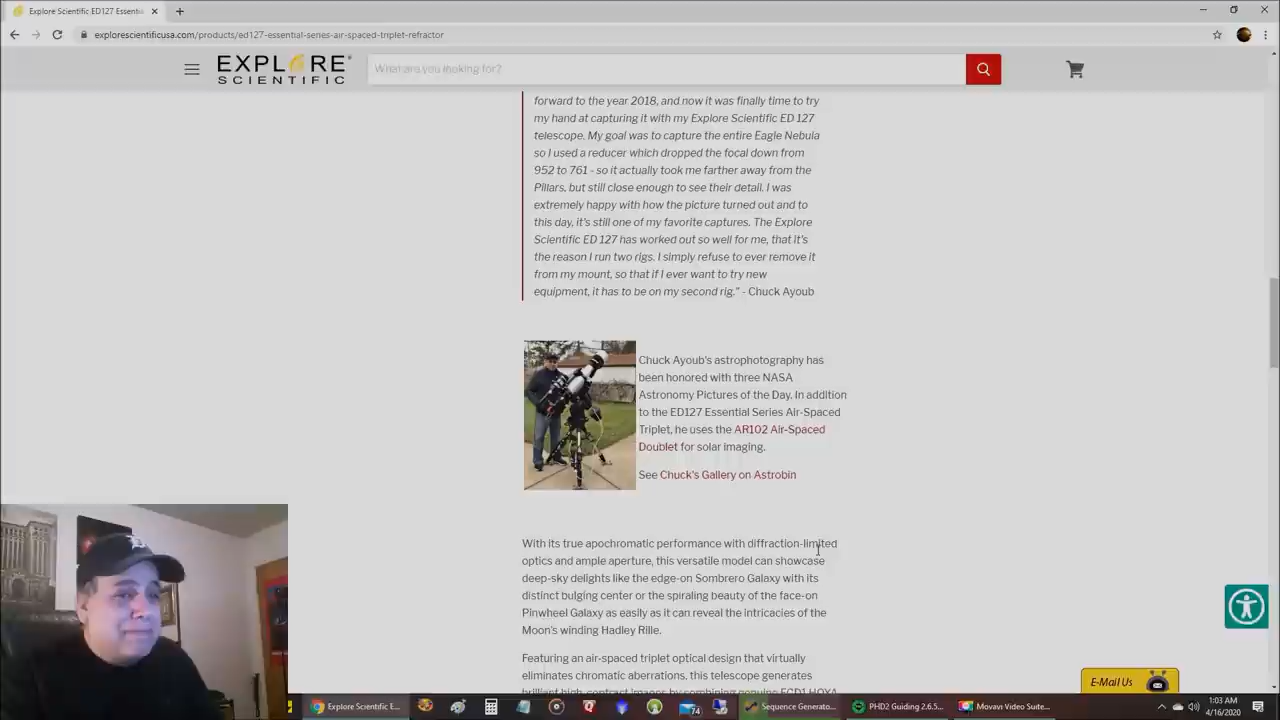 Explore Scientific ED127 Essenti
explorescientificusa.com/products/ed127-essential-series-air-spaced-triplet-refractor
EXPLORE
SCIENTIFIC
What are you looking for?
forward to the year 2018, and now it was finally time to try
my hand at capturing it with my Explore Scientific ED 127
telescope. My goal was to capture the entire Eagle Nebula
so I used a reducer which dropped the focal down from
952 to 761 - so it actually took me farther away from the
Pillars, but still close enough to see their detail. I was
extremely happy with how the picture turned out and to
this day, it's still one of my favorite captures. The Explore
Scientific ED 127 has worked out so well for me, that it's
the reason I run two rigs. I simply refuse to ever remove it
from my mount, so that if I ever want to try new
equipment, it has to be on my second rig." - Chuck Ayoub
Chuck Ayoub's astrophotography has
been honored with three NASA
Astronomy Pictures of the Day. In addition
to the ED127 Essential Series Air-Spaced
Triplet, he uses the AR102 Air-Spaced
Doublet for solar imaging.
See Chuck's Gallery on Astrobin
With its true apochromatic performance with diffraction-limited
optics and ample aperture, this versatile model can showcase
deep-sky delights like the edge-on Sombrero Galaxy with its
distinct bulging center or the spiraling beauty of the face-on
Pinwheel Galaxy as easily as it can reveal the intricacies of the
Moon's winding Hadley Rille.
Featuring an air-spaced triplet optical design that virtually
eliminates chromatic aberrations, this telescope generates
brilliant high-contrast images by combining genuine FCD1 HOYA
E-Mail Us
Explore Scientific E...
74
Sequence Generato...
PHD2 Guiding 2.6.5...
Movavi Video Suite...
1:03 AM
4/16/2020